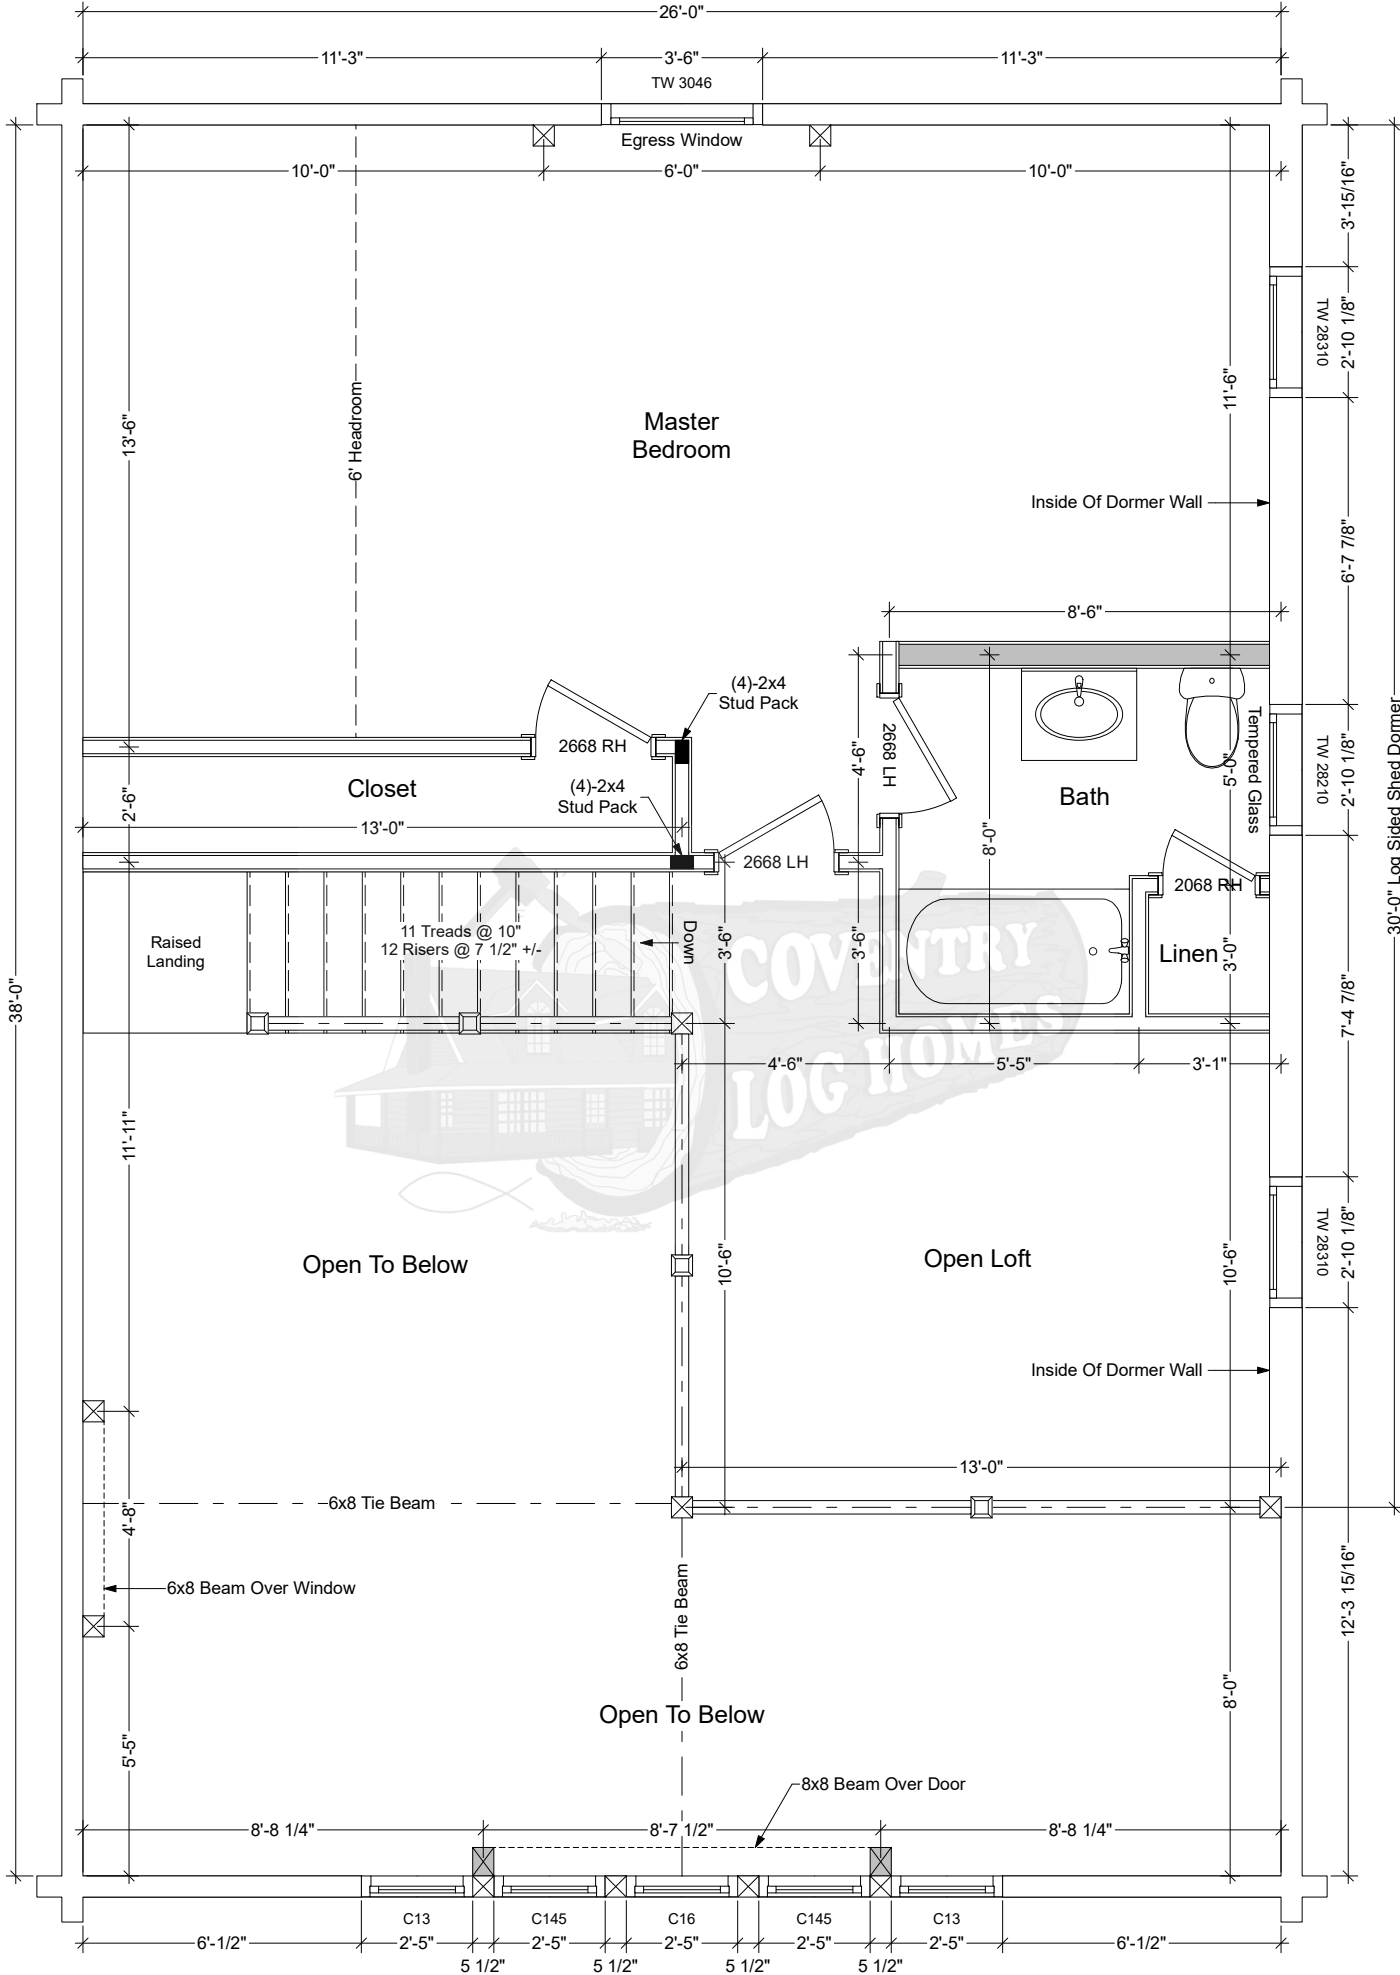 26'-0"
11'-3"
3'-6"
11'-3"
TW 3046
Egress Window
10'-0"
6'-0"
10'-0"
3'-15/16"
TW 28310
2'-10 1/8"
11'-6"
13'-6"
6' Headroom
Master
Bedroom
Inside Of Dormer Wall
6'-7 7/8"
8'-6"
(4)-2x4
Stud Pack
2668 RH
2668 LH
4'-6"
Tempered Glass
5'-0"
TW 28210
2'-10 1/8"
30'-0" Log Sided Shed Dormer
Closet
(4)-2x4
Stud Pack
Bath
2'-6"
13'-0"
8'-0"
2668 LH
2068 RH
Raised
Landing
11 Treads @ 10"
12 Risers @ 7 1/2" +/-
Down
3'-6"
3'-6"
Linen
3'-0"
COVENTRY
LOG HOMES
38'-0"
7'-4 7/8"
4'-6"
5'-5"
3'-1"
11'-11"
Open To Below
10'-6"
Open Loft
10'-6"
TW 28310
2'-10 1/8"
Inside Of Dormer Wall
13'-0"
6x8 Tie Beam
4'-8"
6x8 Beam Over Window
6x8 Tie Beam
12'-3 15/16"
8'-0"
Open To Below
5'-5"
8x8 Beam Over Door
8'-8 1/4"
8'-7 1/2"
8'-8 1/4"
C13
C145
C16
C145
C13
6'-1/2"
2'-5"
2'-5"
2'-5"
2'-5"
2'-5"
6'-1/2"
5 1/2"
5 1/2"
5 1/2"
5 1/2"